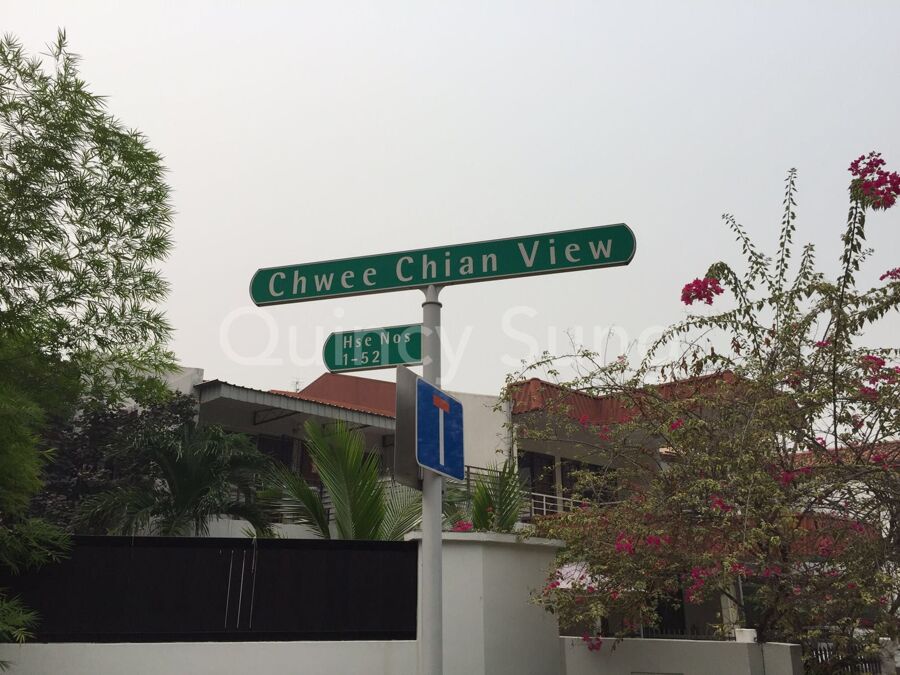 Chwee Chian View
Hse Nos
1-52
Quincy Sung